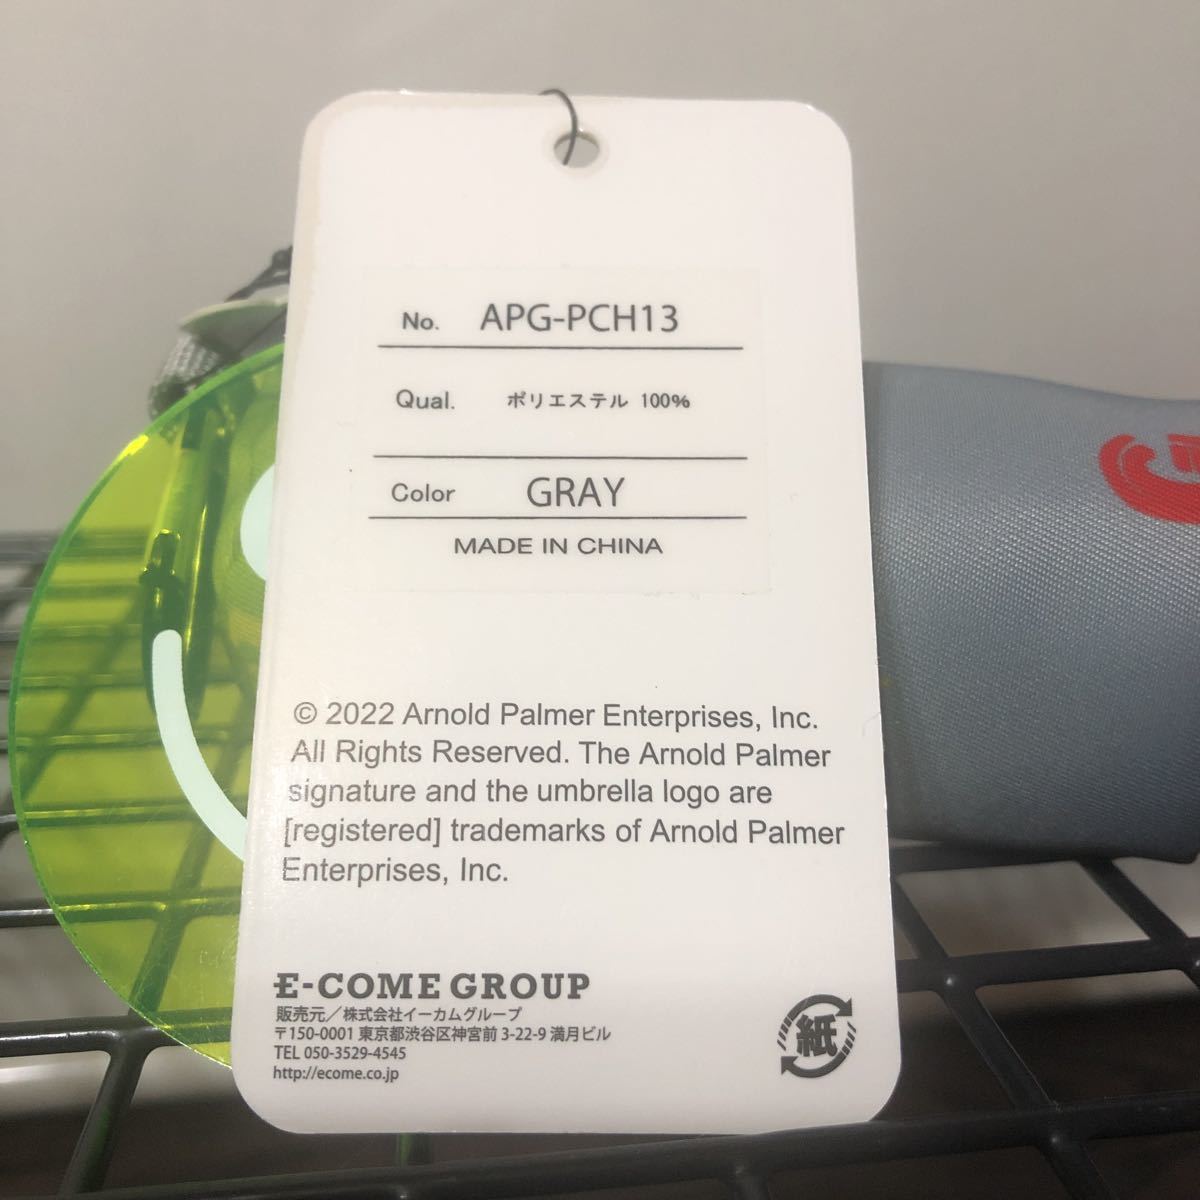 No. APG-PCH13
Qual. ポリエステル 100%
Color GRAY
MADE IN CHINA
© 2022 Arnold Palmer Enterprises, Inc.
All Rights Reserved. The Arnold Palmer
signature and the umbrella logo are
[registered] trademarks of Arnold Palmer
Enterprises, Inc.
E-COME GROUP
販売元／株式会社イーカムグループ
〒150-0001 東京都渋谷区神宮前 3-22-9 満月ビル
TEL 050-3529-4545
http://ecome.co.jp
紙